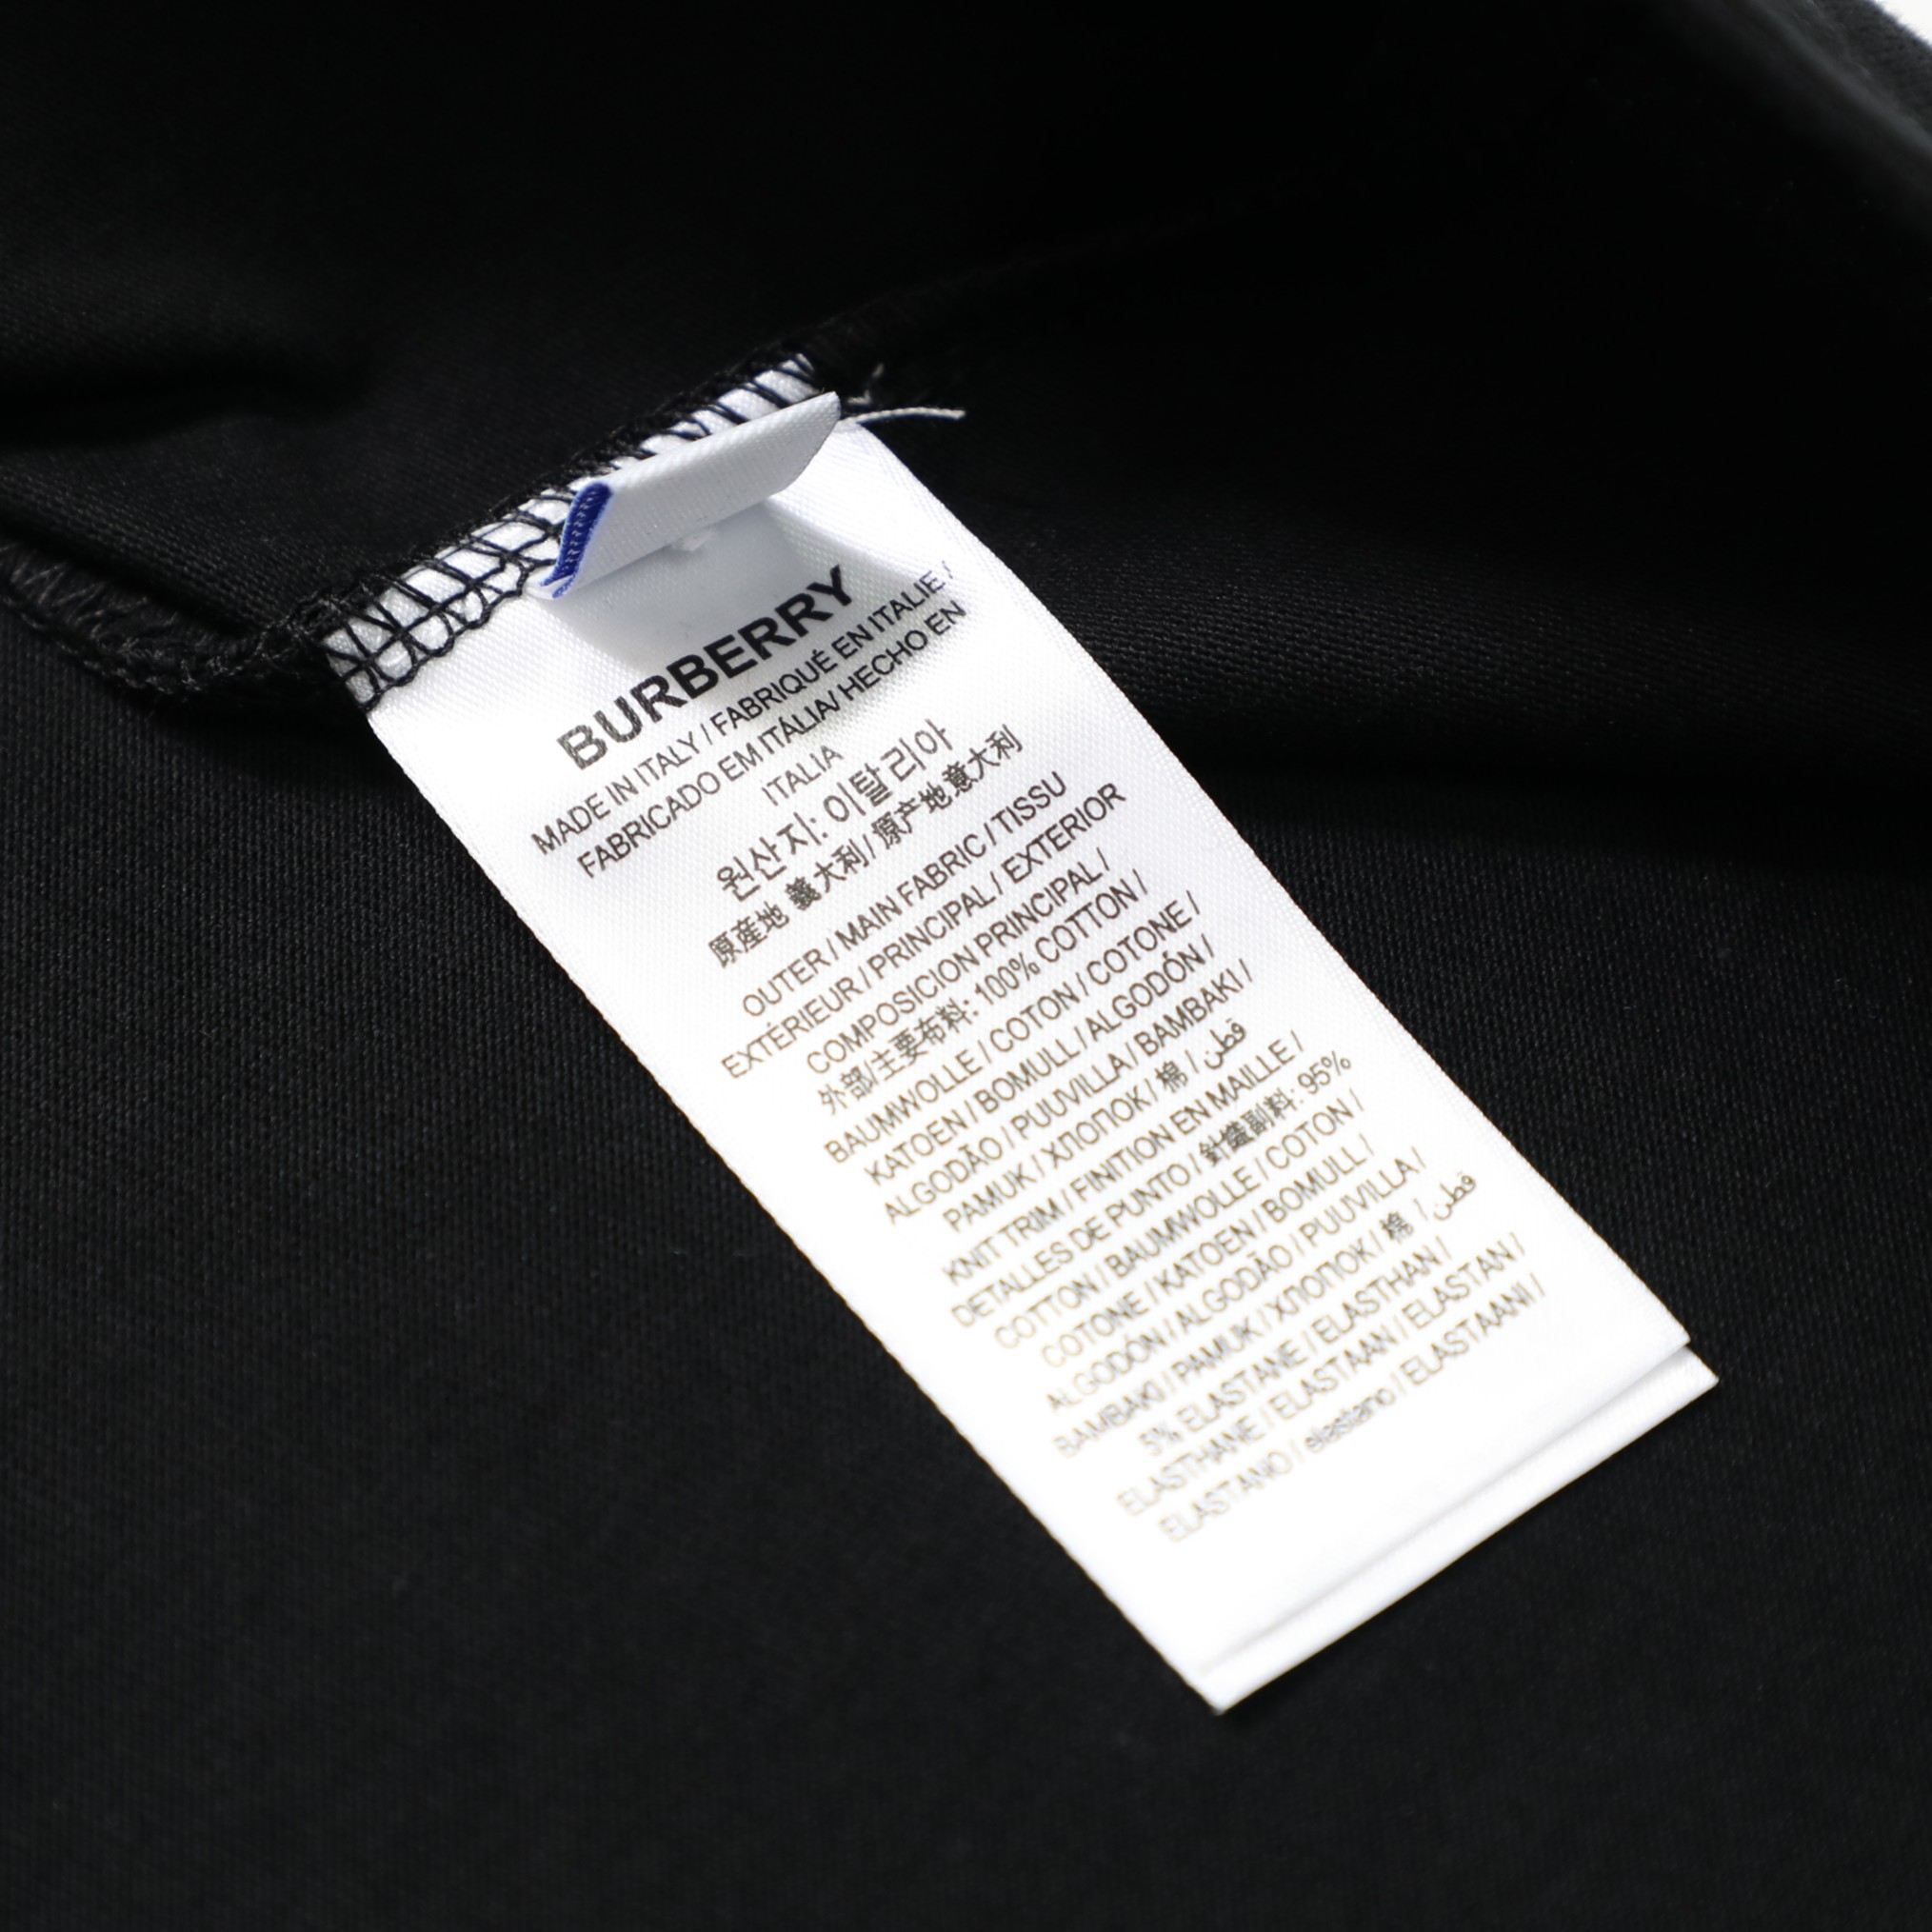 BURBERRY
MADE IN ITALY / FABRIQUÉ EN ITALIE /
FABRICADO EM ITÁLIA/ HECHO EN
ITALIA
원산지: 이탈리아
原産地 義大利/ 原产地意大利
OUTER / MAIN FABRIC / TISSU
EXTÉRIEUR / PRINCIPAL / EXTERIOR
COMPOSICION PRINCIPAL /
外部/主要布料: 100% COTTON /
BAUMWOLLE / COTON / COTONE /
KATOEN / BOMULL / ALGODÓN /
ALGODÃO / PUUVILLA / BAMBAKI /
PAMUK / ХЛОПОК / 棉 / قطن
KNIT TRIM / FINITION EN MAILLE /
DETALLES DE PUNTO / 針織副料: 95%
COTTON / BAUMWOLLE / COTON /
COTONE / KATOEN / BOMULL /
ALGODÓN / ALGODÃO / PUUVILLA /
BAMBAKI / PAMUK / ХЛОПОК / 棉 / قطن
5% ELASTANE / ELASTHAN /
ELASTHANE / ELASTAAN / ELASTAN /
ELASTANO / elastano / ELASTAANI /